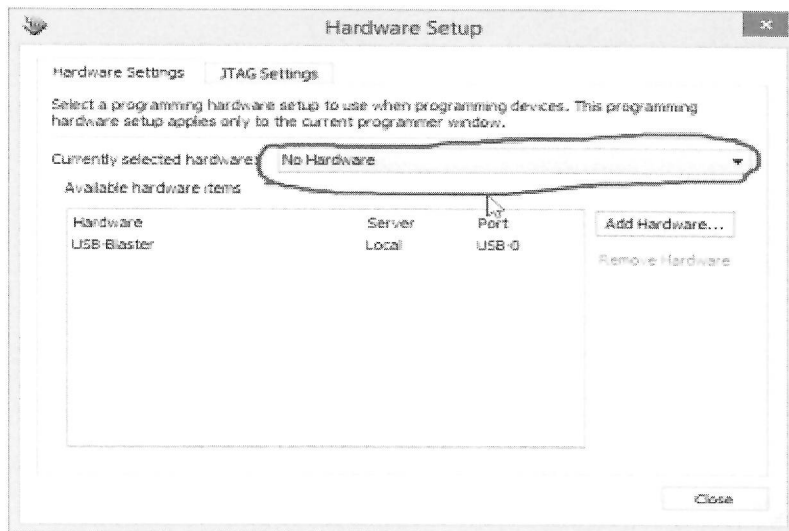 Hardware Setup
Hardware Settings JTAG Settings
Select a programming hardware setup to use when programming devices. This programming
hardware setup applies only to the current programmer window.
Currently selected hardware: No Hardware
Available hardware items
Hardware Server Port
USB-Blaster Local USB-0
Add Hardware...
Remove Hardware
Close